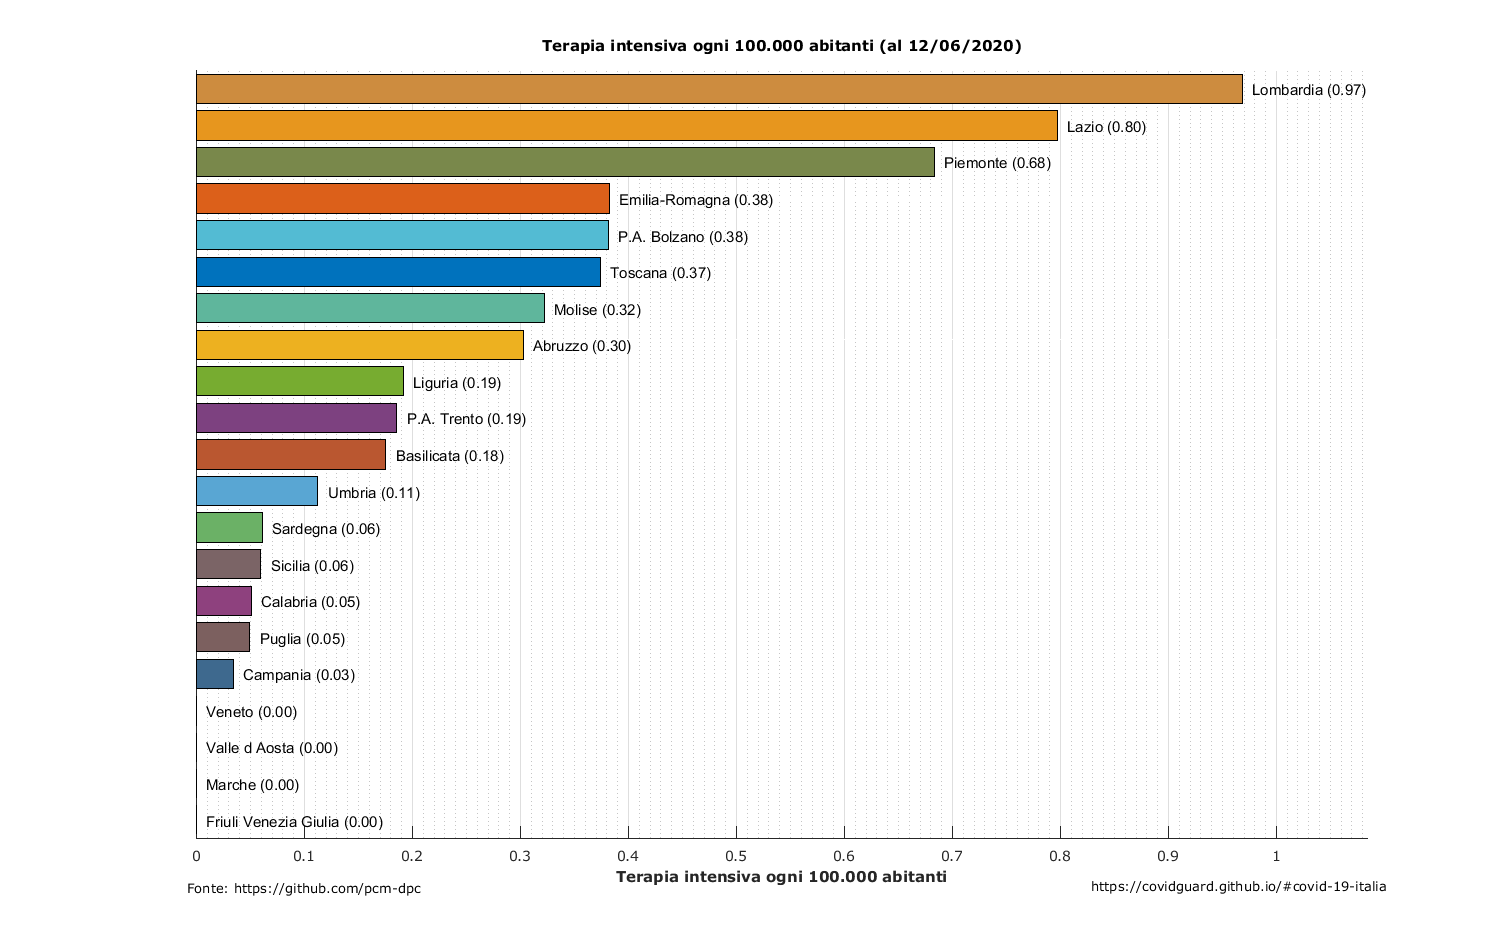 Terapia intensiva ogni 100.000 abitanti (al 12/06/2020)
Lombardia (0.97)
Lazio (0.80)
Piemonte (0.68)
Emilia-Romagna (0.38)
P.A. Bolzano (0.38)
Toscana (0.37)
Molise (0.32)
Abruzzo (0.30)
Liguria (0.19)
P.A. Trento (0.19)
Basilicata (0.18)
Umbria (0.11)
Sardegna (0.06)
Sicilia (0.06)
Calabria (0.05)
Puglia (0.05)
Campania (0.03)
Veneto (0.00)
Valle d Aosta (0.00)
Marche (0.00)
Friuli Venezia Giulia (0.00)
0 0.1 0.2 0.3 0.4 0.5 0.6 0.7 0.8 0.9 1
Terapia intensiva ogni 100.000 abitanti
Fonte: https://github.com/pcm-dpc
https://covidguard.github.io/#covid-19-italia